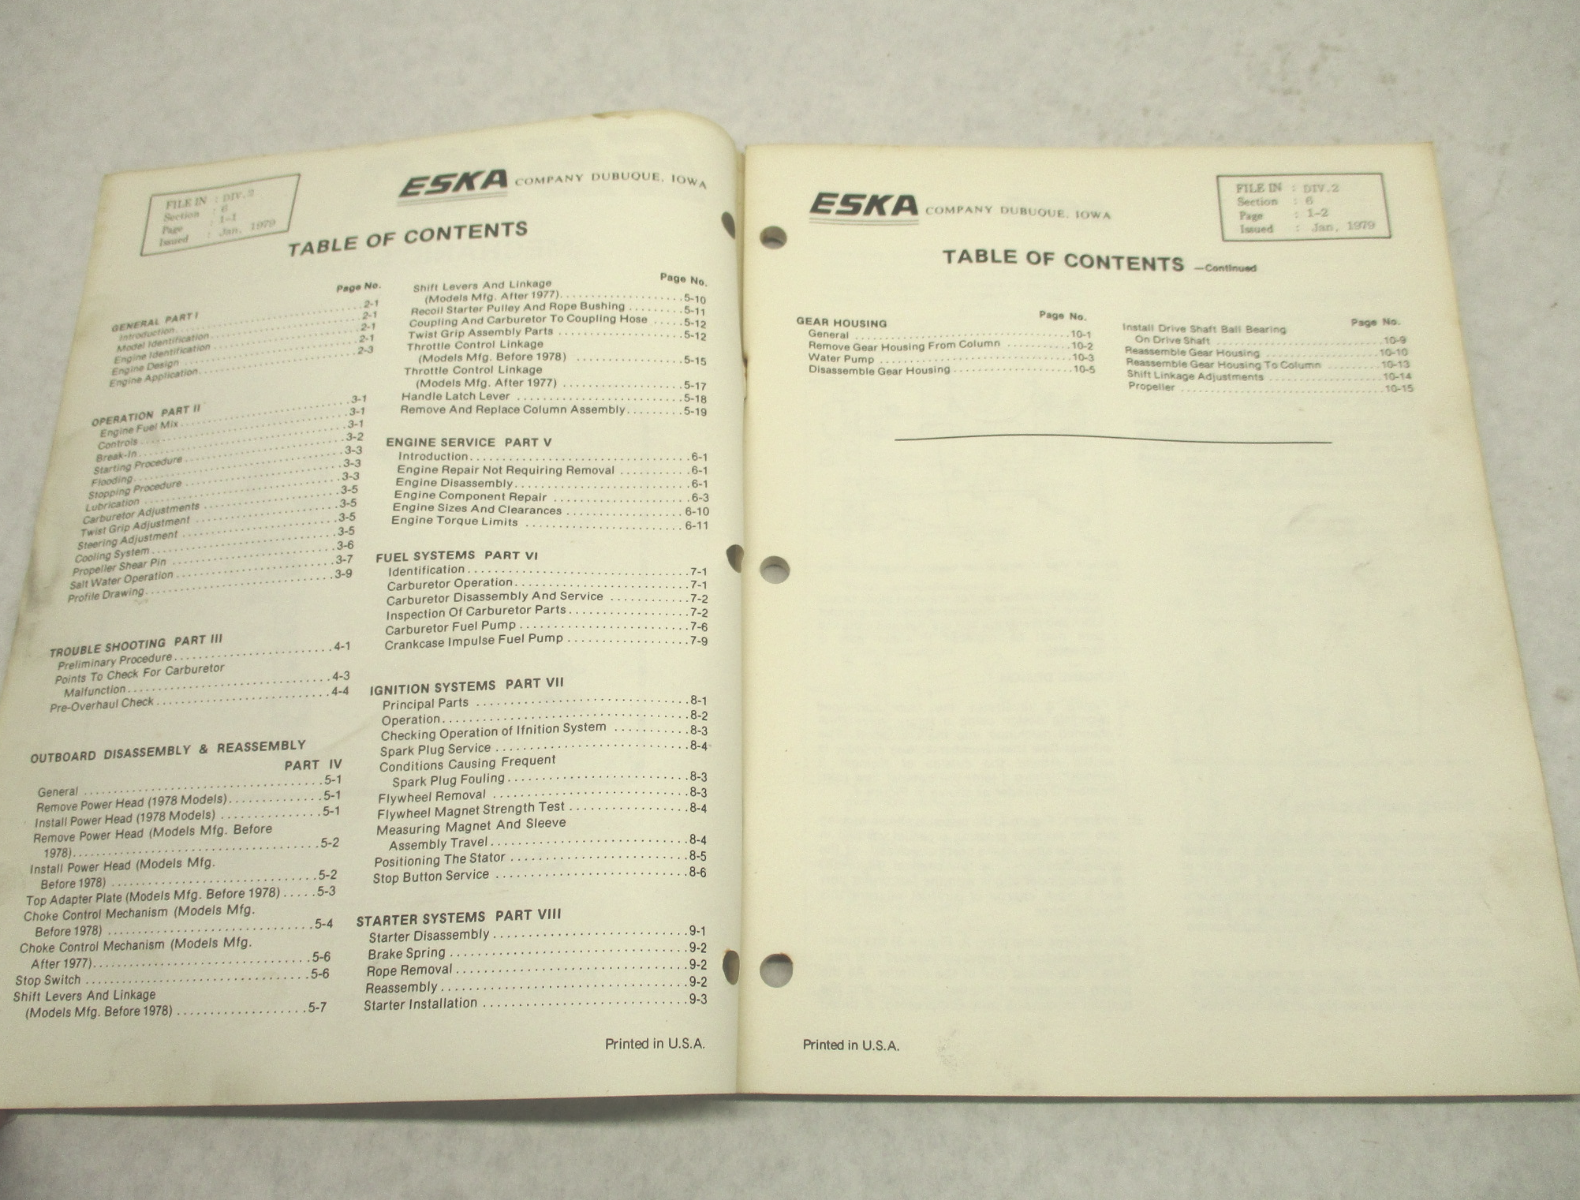 FILE IN : DIV.2
Section : 6
Page : 1-1
Issued : Jan, 1979
ESKA COMPANY DUBUQUE, IOWA
TABLE OF CONTENTS
Page No.
GENERAL PART I
Introduction 2-1
Model Identification 2-1
Engine Identification 2-1
Engine Design 2-1
Engine Application 2-3
OPERATION PART II
Engine Fuel Mix 3-1
Controls 3-1
Break-In 3-1
Starting Procedure 3-2
Flooding 3-3
Stopping Procedure 3-3
Lubrication 3-3
Carburetor Adjustments 3-5
Twist Grip Adjustment 3-5
Steering Adjustment 3-5
Cooling System 3-5
Propeller Shear Pin 3-6
Salt Water Operation 3-7
Profile Drawing 3-9
TROUBLE SHOOTING PART III
Preliminary Procedure 4-1
Points To Check For Carburetor
Malfunction 4-3
Pre-Overhaul Check 4-4
OUTBOARD DISASSEMBLY & REASSEMBLY
PART IV
General 5-1
Remove Power Head (1978 Models) 5-1
Install Power Head (1978 Models) 5-1
Remove Power Head (Models Mfg. Before
1978) 5-2
Install Power Head (Models Mfg.
Before 1978) 5-2
Top Adapter Plate (Models Mfg. Before 1978) 5-3
Choke Control Mechanism (Models Mfg.
Before 1978) 5-4
Choke Control Mechanism (Models Mfg.
After 1977) 5-6
Stop Switch 5-6
Shift Levers And Linkage
(Models Mfg. Before 1978) 5-7
Page No.
Shift Levers And Linkage
(Models Mfg. After 1977) 5-10
Recoil Starter Pulley And Rope Bushing 5-11
Coupling And Carburetor To Coupling Hose 5-12
Twist Grip Assembly Parts 5-12
Throttle Control Linkage
(Models Mfg. Before 1978) 5-15
Throttle Control Linkage
(Models Mfg. After 1977) 5-17
Handle Latch Lever 5-18
Remove And Replace Column Assembly 5-19
ENGINE SERVICE PART V
Introduction 6-1
Engine Repair Not Requiring Removal 6-1
Engine Disassembly 6-1
Engine Component Repair 6-3
Engine Sizes And Clearances 6-10
Engine Torque Limits 6-11
FUEL SYSTEMS PART VI
Identification 7-1
Carburetor Operation 7-1
Carburetor Disassembly And Service 7-2
Inspection Of Carburetor Parts 7-2
Carburetor Fuel Pump 7-6
Crankcase Impulse Fuel Pump 7-9
IGNITION SYSTEMS PART VII
Principal Parts 8-1
Operation 8-2
Checking Operation of Ifnition System 8-3
Spark Plug Service 8-4
Conditions Causing Frequent
Spark Plug Fouling 8-3
Flywheel Removal 8-3
Flywheel Magnet Strength Test 8-4
Measuring Magnet And Sleeve
Assembly Travel 8-4
Positioning The Stator 8-5
Stop Button Service 8-6
STARTER SYSTEMS PART VIII
Starter Disassembly 9-1
Brake Spring 9-2
Rope Removal 9-2
Reassembly 9-2
Starter Installation 9-3
Printed in U.S.A.
ESKA COMPANY DUBUQUE, IOWA
FILE IN : DIV.2
Section : 6
Page : 1-2
Issued : Jan, 1979
TABLE OF CONTENTS —Continued
Page No.
GEAR HOUSING
General 10-1
Remove Gear Housing From Column 10-2
Water Pump 10-3
Disassemble Gear Housing 10-5
Page No.
Install Drive Shaft Ball Bearing
On Drive Shaft 10-9
Reassemble Gear Housing 10-10
Reassemble Gear Housing To Column 10-13
Shift Linkage Adjustments 10-14
Propeller 10-15
Printed in U.S.A.